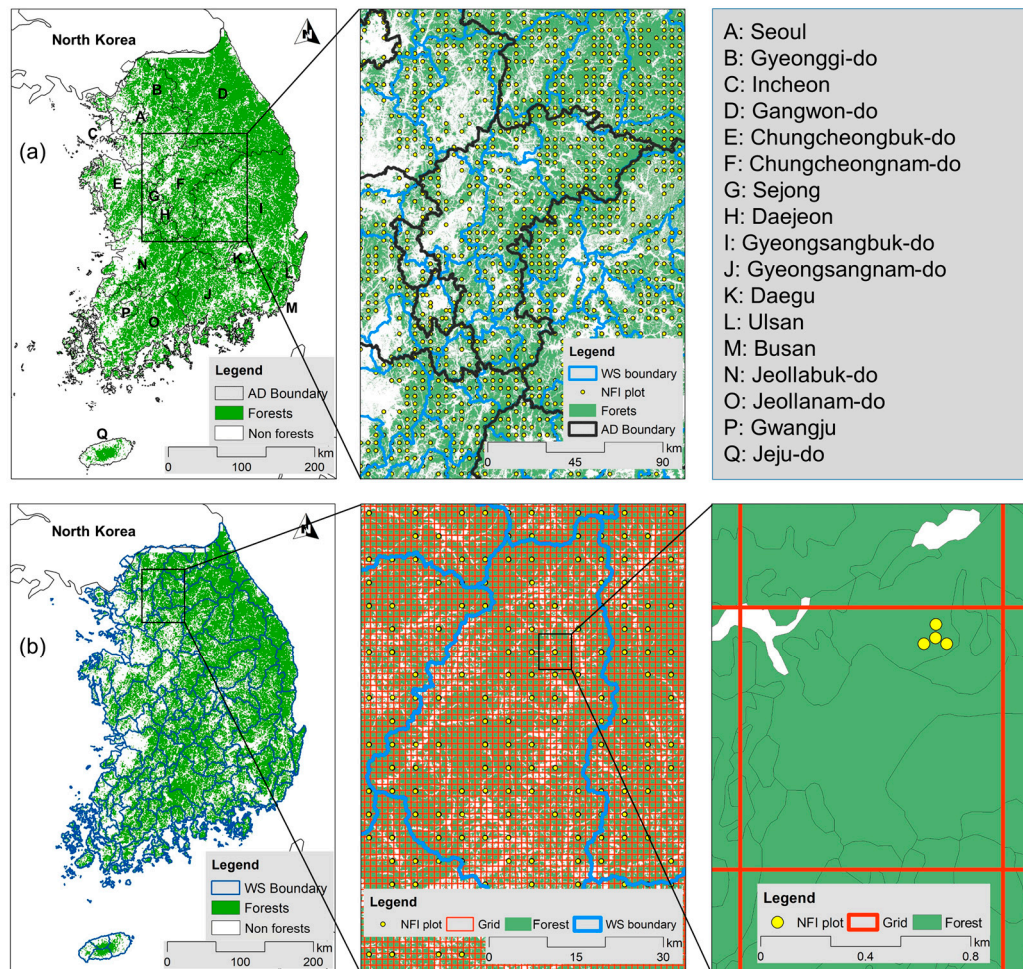 North Korea
N
B
D
A
C
(a)
E
F
G
H
I
N
K
L
J
M
P
O
Q
Legend
AD Boundary
Forests
Non forests
km
0 100 200
Legend
WS boundary
NFI plot
Forets
AD Boundary
km
0 45 90
A: Seoul
B: Gyeonggi-do
C: Incheon
D: Gangwon-do
E: Chungcheongbuk-do
F: Chungcheongnam-do
G: Sejong
H: Daejeon
I: Gyeongsangbuk-do
J: Gyeongsangnam-do
K: Daegu
L: Ulsan
M: Busan
N: Jeollabuk-do
O: Jeollanam-do
P: Gwangju
Q: Jeju-do
North Korea
N
(b)
Legend
WS Boundary
Forests
Non forests
km
0 100 200
Legend
NFI plot Grid Forest WS boundary
km
0 15 30
Legend
NFI plot Grid Forest
km
0 0.4 0.8